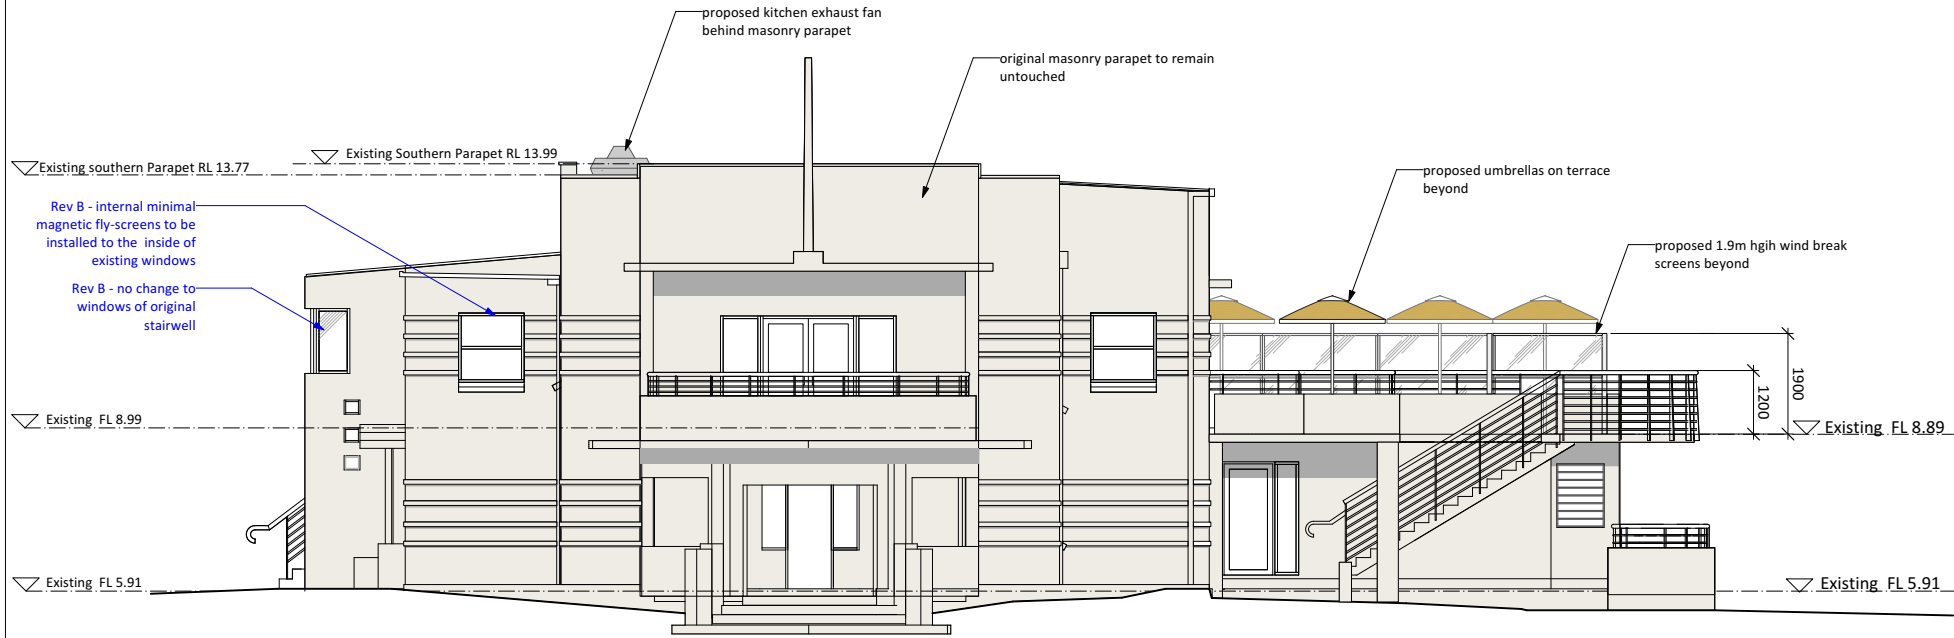 proposed kitchen exhaust fan
behind masonry parapet
original masonry parapet to remain
untouched
Existing Southern Parapet RL 13.99
Existing southern Parapet RL 13.77
proposed umbrellas on terrace
beyond
Rev B - internal minimal
magnetic fly-screens to be
installed to the inside of
existing windows
proposed 1.9m hgih wind break
screens beyond
Rev B - no change to
windows of original
stairwell
1900
1200
Existing FL 8.99
Existing FL 8.89
Existing FL 5.91
Existing FL 5.91